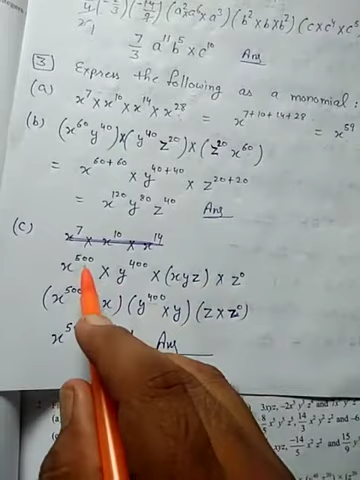 7/3 a¹¹b⁵ × c¹⁰ Ans
3 Express the following as a monomial:
(a) x⁷ × x¹⁰ × x¹⁴ × x²⁸ = x⁷⁺¹⁰⁺¹⁴⁺²⁸ = x⁵⁹
(b) (x⁶⁰ y⁴⁰) × (y⁴⁰ z²⁰) × (z²⁰ x⁶⁰)
= x⁶⁰⁺⁶⁰ × y⁴⁰⁺⁴⁰ × z²⁰⁺²⁰
= x¹²⁰ y⁸⁰ z⁴⁰ Ans
(c) x⁷ × x¹⁰ × x¹⁴
x⁵⁰⁰ × y⁴⁰⁰ × (xyz) × z⁰
(x⁵⁰⁰ x) (y⁴⁰⁰ × y) (z × z⁰)
Ans